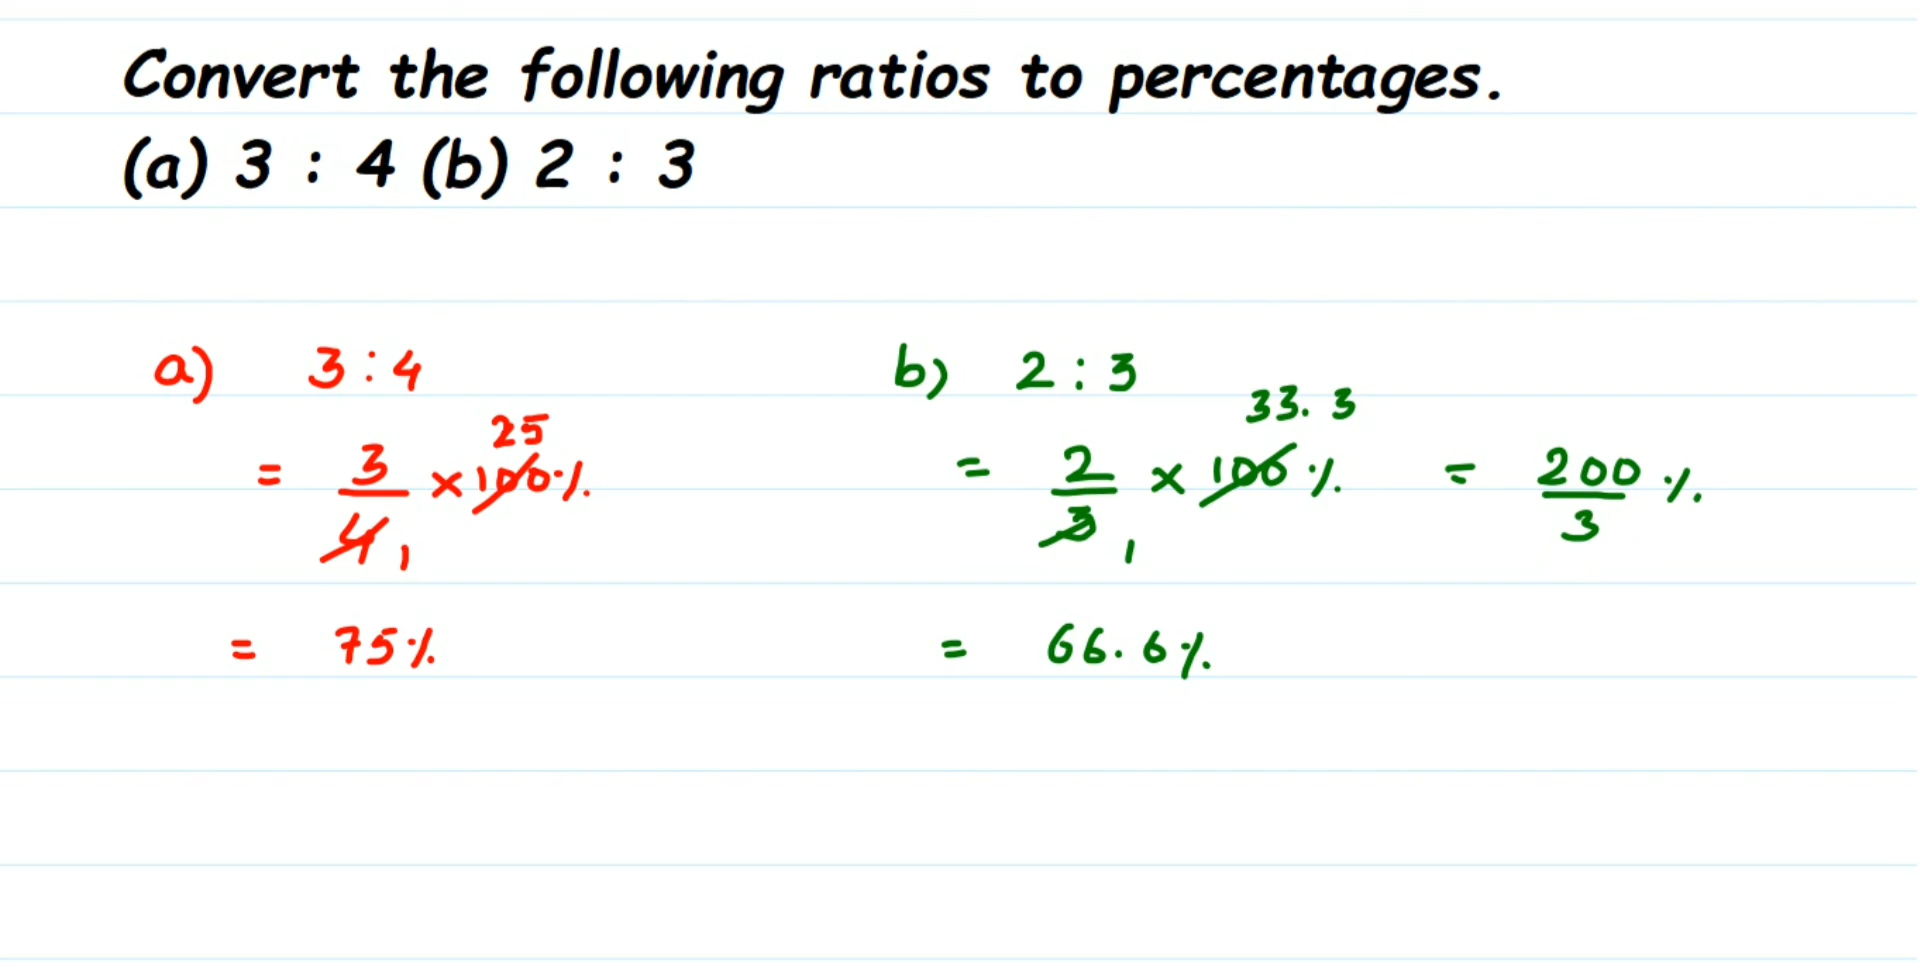 Convert the following ratios to percentages.
(a) 3 : 4 (b) 2 : 3
a) 3 : 4
25
= 3/4 1 × 100%
= 75%
b) 2 : 3
33.3
= 2/3 1 × 100% = 200/3 %
= 66.6%